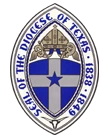 SEAL OF THE DIOCESE OF TEXAS · 1838 · 1849